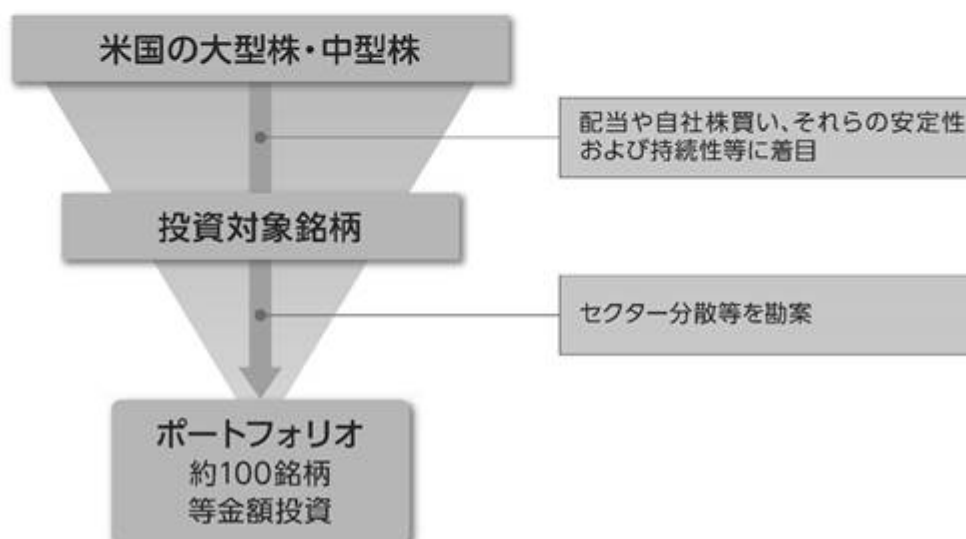 米国の大型株・中型株
配当や自社株買い、それらの安定性
および持続性等に着目
投資対象銘柄
セクター分散等を勘案
ポートフォリオ
約100銘柄
等金額投資